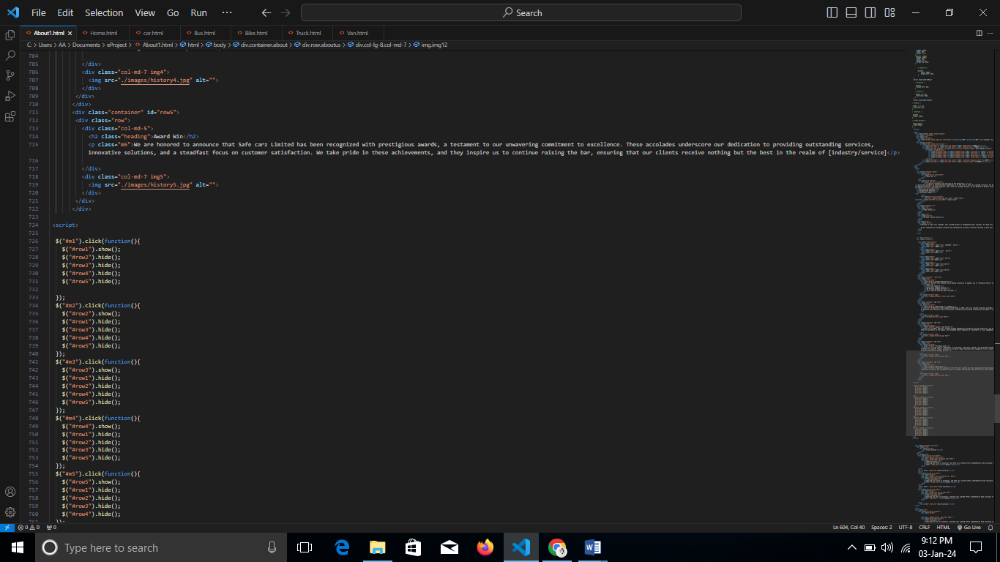 File Edit Selection View Go Run ··· Search
About1.html Home.html car.html Bus.html Bike.html Truck.html Van.html
C: > Users > AA > Documents > eProject > About1.html > html > body > div.container.about > div.row.aboutus > div.col-lg-8.col-md-7 > img.img12
704
705 </div>
706 <div class="col-md-7 img4">
707 <img src="./images/history4.jpg" alt="">
708 </div>
709 </div>
710 </div>
711 <div class="container" id="row5">
712 <div class="row">
713 <div class="col-md-5">
714 <h2 class="heading">Award Win</h2>
715 <p class="m6">We are honored to announce that Safe carz Limited has been recognized with prestigious awards, a testament to our unwavering commitment to excellence. These accolades underscore our dedication to providing outstanding services,
innovative solutions, and a steadfast focus on customer satisfaction. We take pride in these achievements, and they inspire us to continue raising the bar, ensuring that our clients receive nothing but the best in the realm of [industry/service]</p>
716
717 </div>
718 <div class="col-md-7 img5">
719 <img src="./images/history5.jpg" alt="">
720 </div>
721 </div>
722 </div>
723
724 <script>
725
726 $("#m1").click(function(){
727 $("#row1").show();
728 $("#row2").hide();
729 $("#row3").hide();
730 $("#row4").hide();
731 $("#row5").hide();
732
733 });
734 $("#m2").click(function(){
735 $("#row2").show();
736 $("#row1").hide();
737 $("#row3").hide();
738 $("#row4").hide();
739 $("#row5").hide();
740 });
741 $("#m3").click(function(){
742 $("#row3").show();
743 $("#row1").hide();
744 $("#row2").hide();
745 $("#row4").hide();
746 $("#row5").hide();
747 });
748 $("#m4").click(function(){
749 $("#row4").show();
750 $("#row1").hide();
751 $("#row2").hide();
752 $("#row3").hide();
753 $("#row5").hide();
754 });
755 $("#m5").click(function(){
756 $("#row5").show();
757 $("#row1").hide();
758 $("#row2").hide();
759 $("#row3").hide();
760 $("#row4").hide();
761 });
0 0 0 Ln 604, Col 40 Spaces: 2 UTF-8 CRLF HTML Go Live
Type here to search
9:12 PM
03-Jan-24